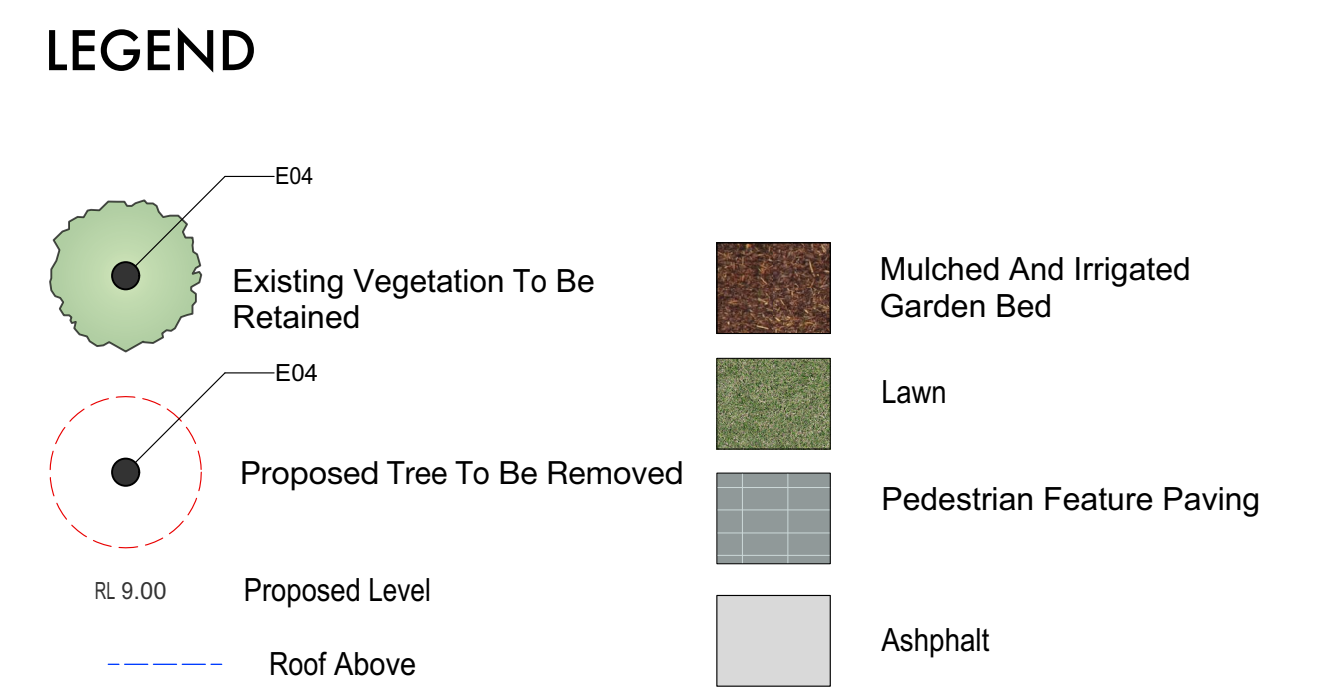 LEGEND
E04
Existing Vegetation To Be
Retained
E04
Proposed Tree To Be Removed
RL 9.00 Proposed Level
Roof Above
Mulched And Irrigated
Garden Bed
Lawn
Pedestrian Feature Paving
Ashphalt